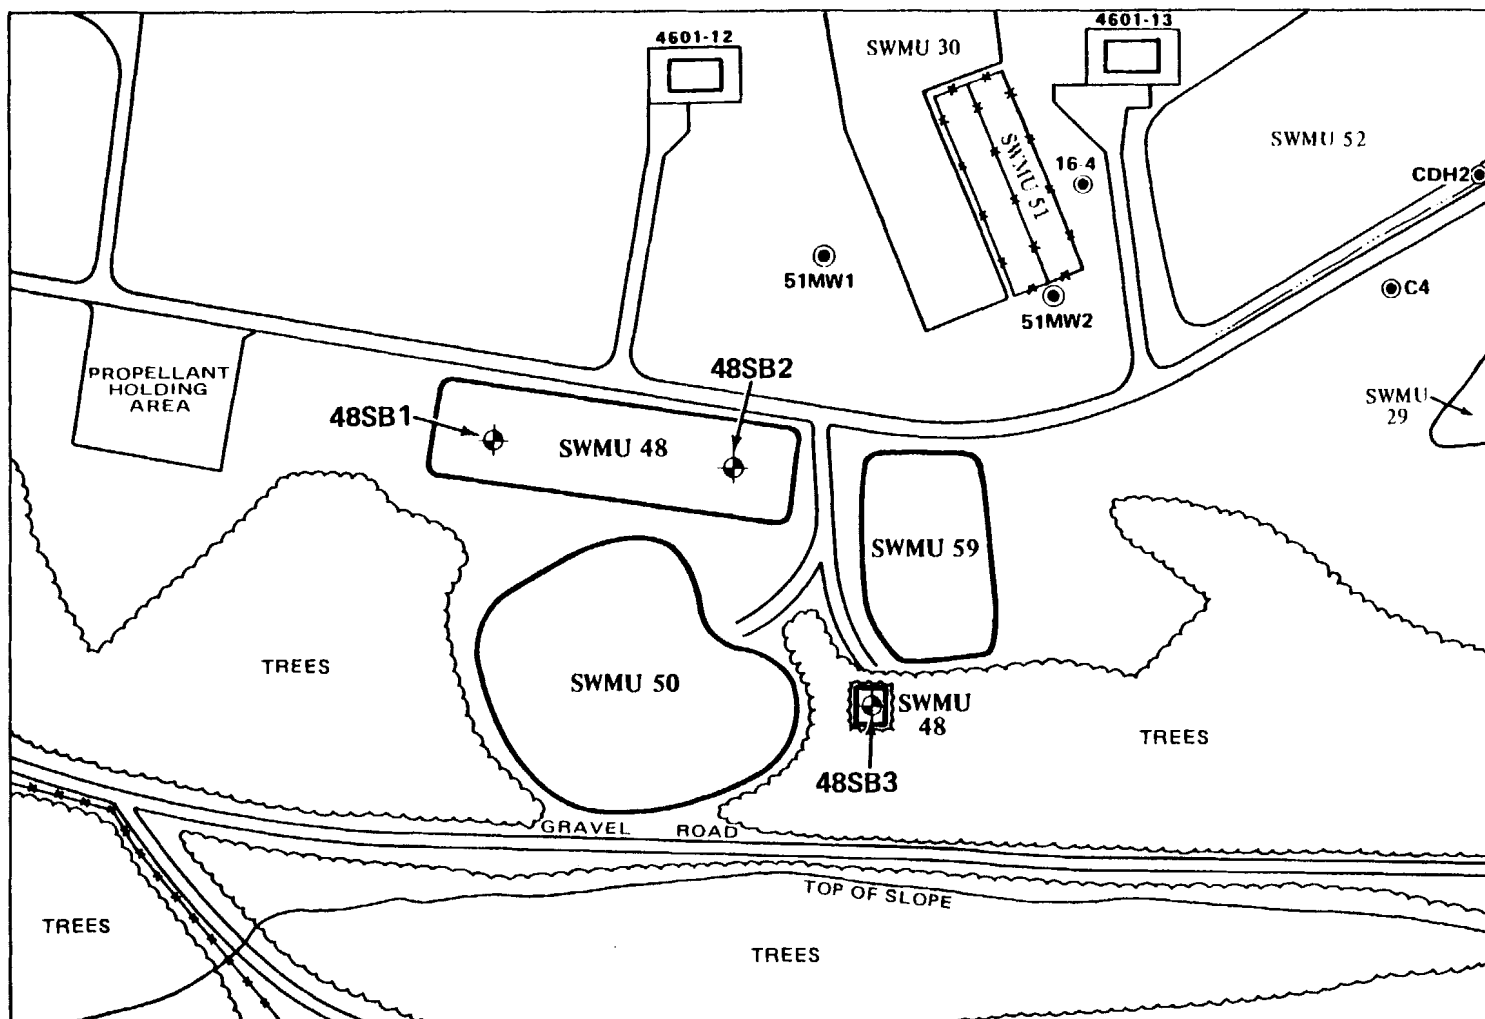 4601-12
4601-13
SWMU 30
SWMU 51
16-4
SWMU 52
CDH2
51MW1
51MW2
C4
PROPELLANT
HOLDING
AREA
48SB1
48SB2
SWMU 48
SWMU
29
SWMU 59
TREES
SWMU 50
SWMU
48
48SB3
TREES
GRAVEL ROAD
TOP OF SLOPE
TREES
TREES